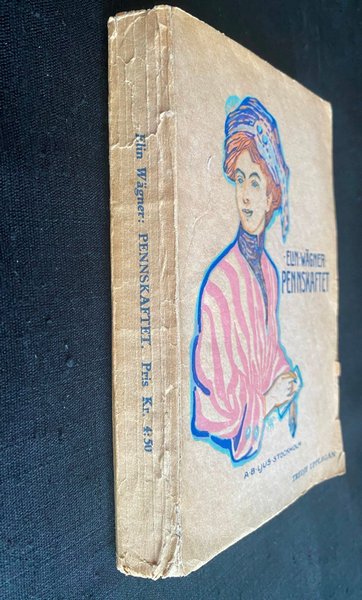 Elin Wägner: PENNSKAFTET. Pris Kr. 4:50
·ELIN·WÄGNER·
PENNSKAFTET
A·B·LJUS·STOCKHOLM
TREDJE UPPLAGAN